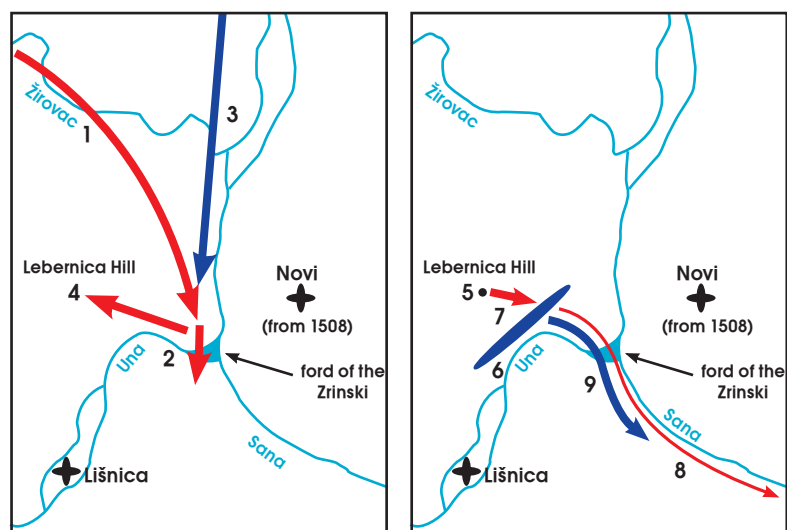 Žirovac
1
3
Lebernica Hill
4
Novi
(from 1508)
2
Una
ford of the
Zrinski
Sana
Lišnica
Žirovac
Lebernica Hill
5
7
Novi
(from 1508)
6
Una
9
ford of the
Zrinski
Sana
8
Lišnica